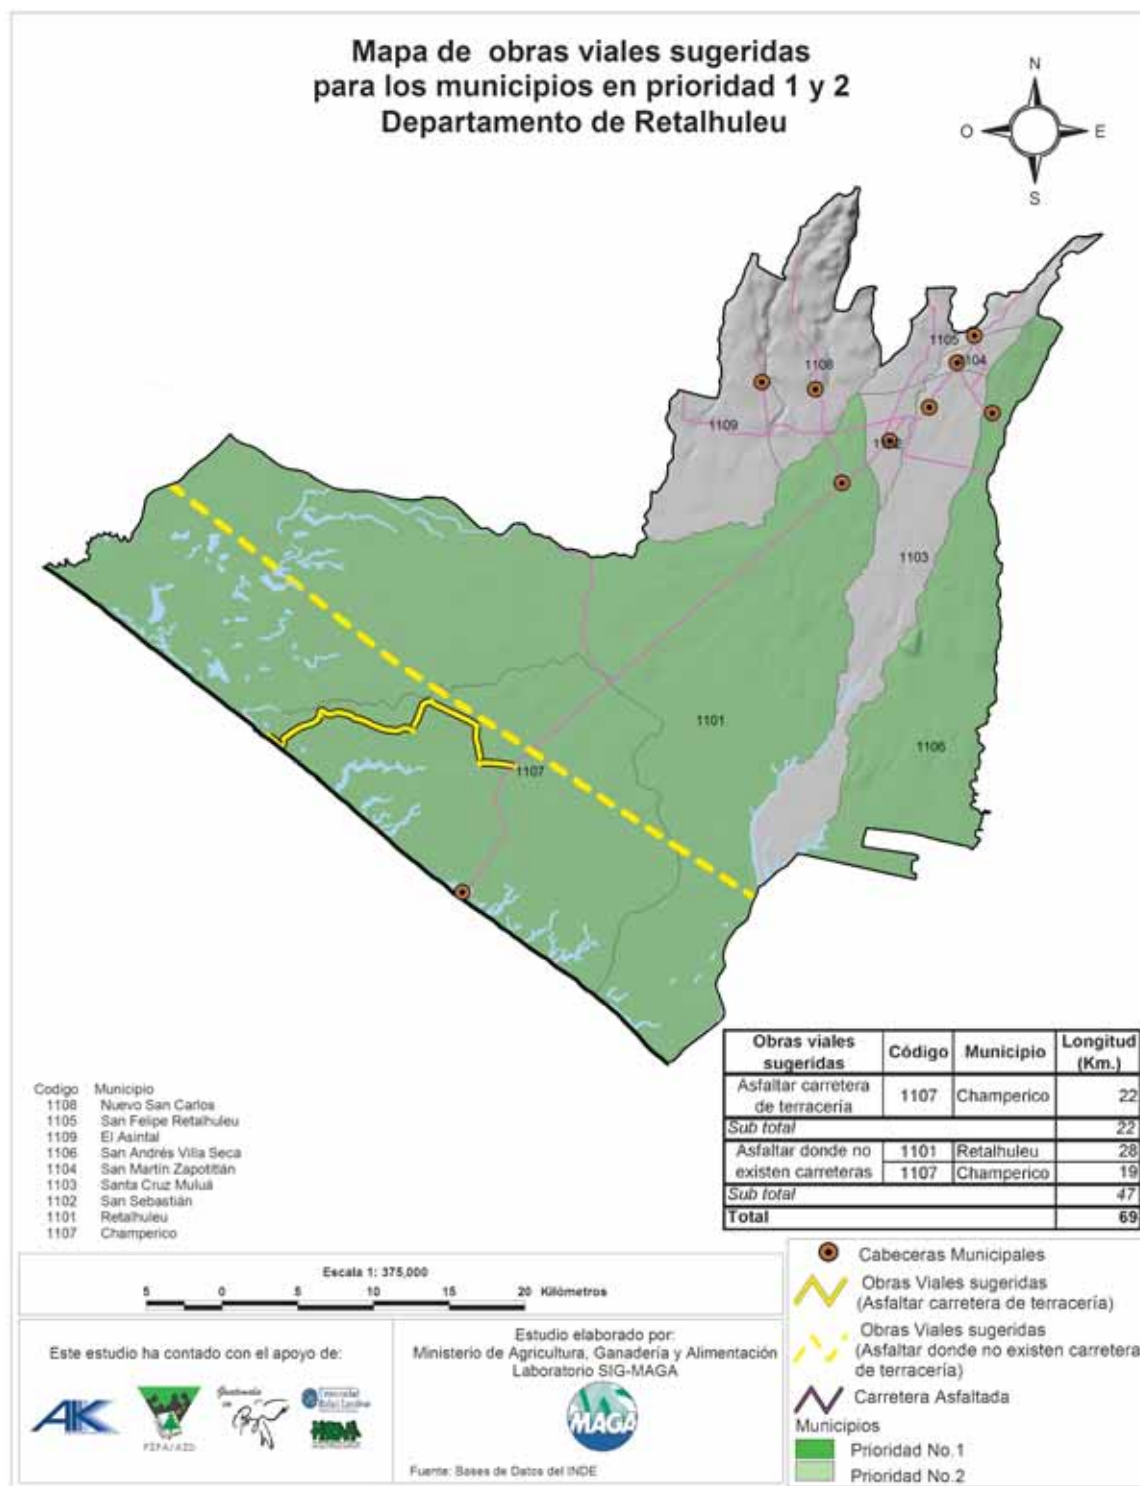 Mapa de obras viales sugeridas
para los municipios en prioridad 1 y 2
Departamento de Retalhuleu
N
O
E
S
1105
1108
104
1109
1103
1101
1106
1107
Obras viales sugeridas Código Municipio Longitud (Km.)
Asfaltar carretera de terracería 1107 Champerico 22
Sub total 22
Asfaltar donde no existen carreteras 1101 Retalhuleu 28
1107 Champerico 19
Sub total 47
Total 69
Codigo Municipio
1108 Nuevo San Carlos
1105 San Felipe Retalhuleu
1109 El Asintal
1106 San Andrés Villa Seca
1104 San Martín Zapotitlán
1103 Santa Cruz Muluá
1102 San Sebastián
1101 Retalhuleu
1107 Champerico
Escala 1: 375,000
5 0 5 10 15 20 Kilómetros
Este estudio ha contado con el apoyo de:
Guatemala
Universidad
Rafael Landívar
Estudio elaborado por:
Ministerio de Agricultura, Ganadería y Alimentación
Laboratorio SIG-MAGA
MAGA
Fuente: Bases de Datos del INDE
Cabeceras Municipales
Obras Viales sugeridas
(Asfaltar carretera de terracería)
Obras Viales sugeridas
(Asfaltar donde no existen carretera
de terracería)
Carretera Asfaltada
Municipios
Prioridad No.1
Prioridad No.2